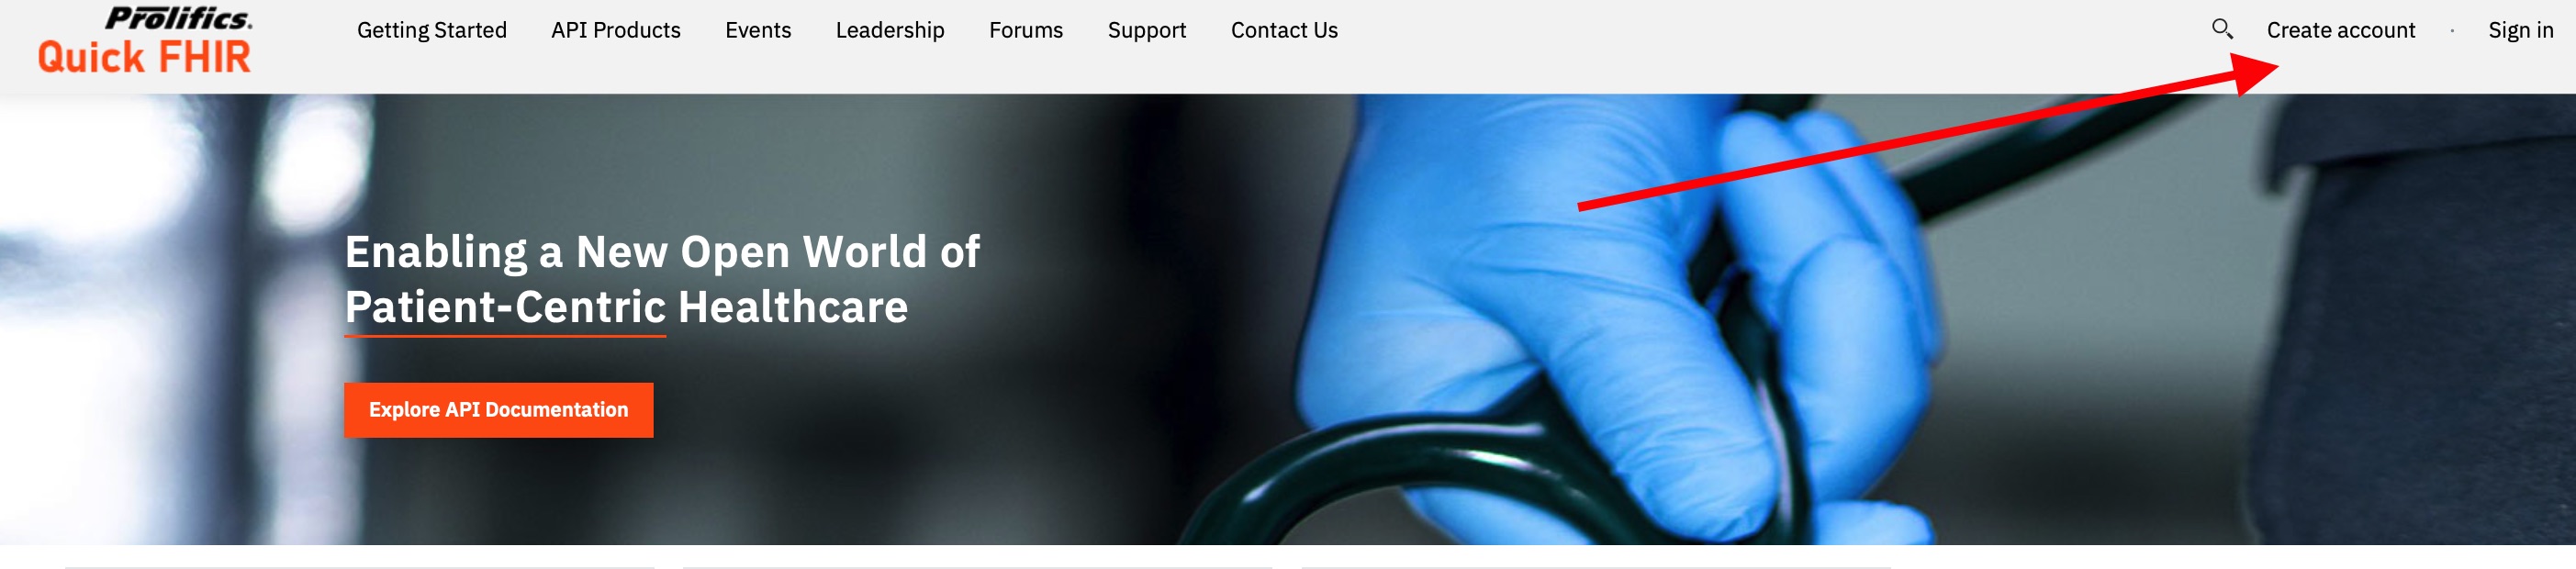 Prolifics.
Quick FHIR
Getting Started API Products Events Leadership Forums Support Contact Us Create account · Sign in
Enabling a New Open World of
Patient-Centric Healthcare
Explore API Documentation